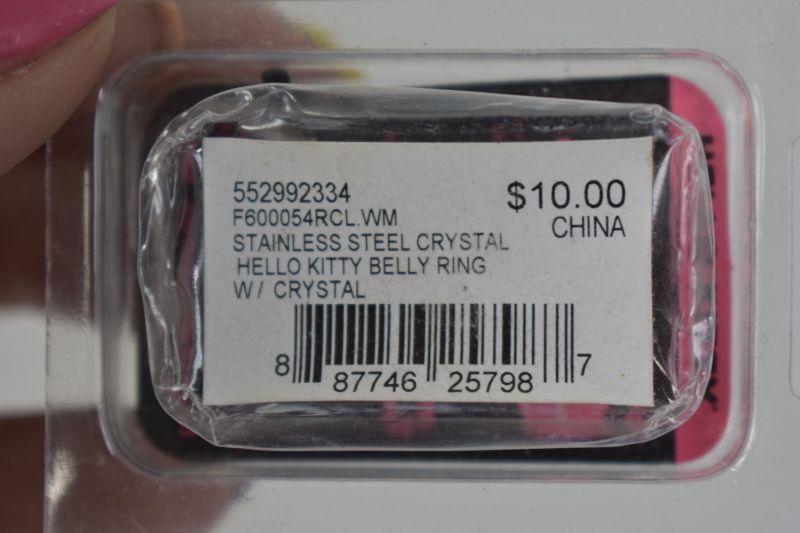 552992334
$10.00
F600054RCL.WM
CHINA
STAINLESS STEEL CRYSTAL
HELLO KITTY BELLY RING
W/ CRYSTAL
8 87746 25798 7